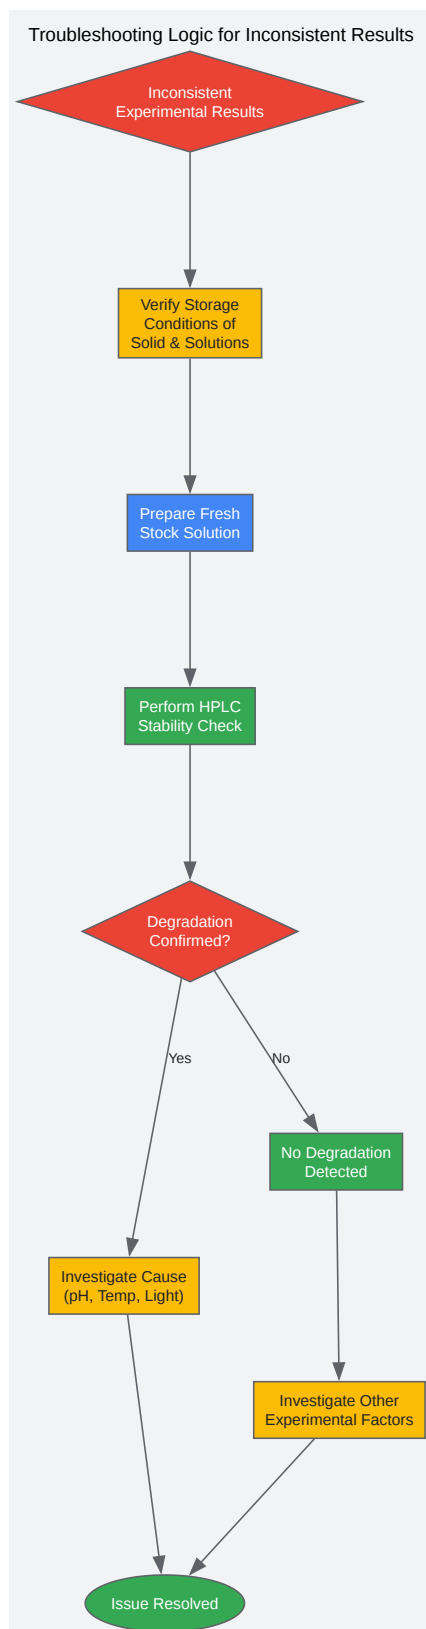 Troubleshooting Logic for Inconsistent Results
Inconsistent
Experimental Results
Verify Storage
Conditions of
Solid & Solutions
Prepare Fresh
Stock Solution
Perform HPLC
Stability Check
Degradation
Confirmed?
Yes
No
No Degradation
Detected
Investigate Cause
(pH, Temp, Light)
Investigate Other
Experimental Factors
Issue Resolved